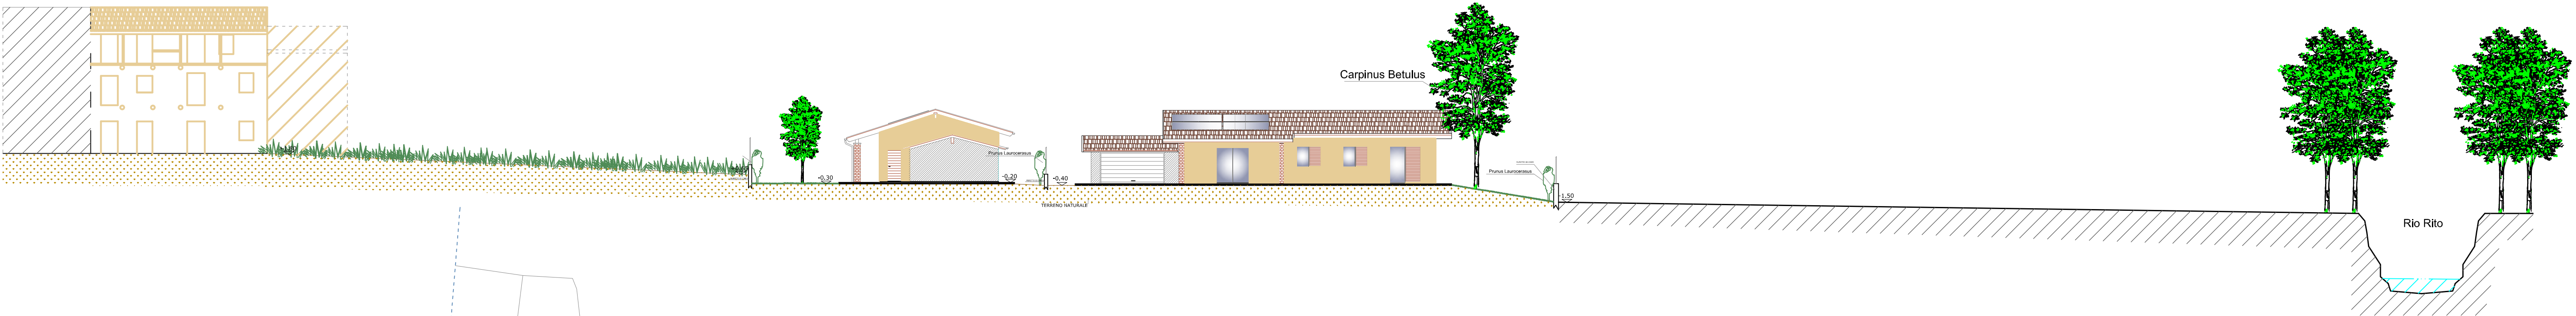 Carpinus Betulus
Prunus Laurocerasus
Prunus Laurocerasus
-0,30
-0,20
-0,40
-1,50
TERRENO NATURALE
Rio Rito